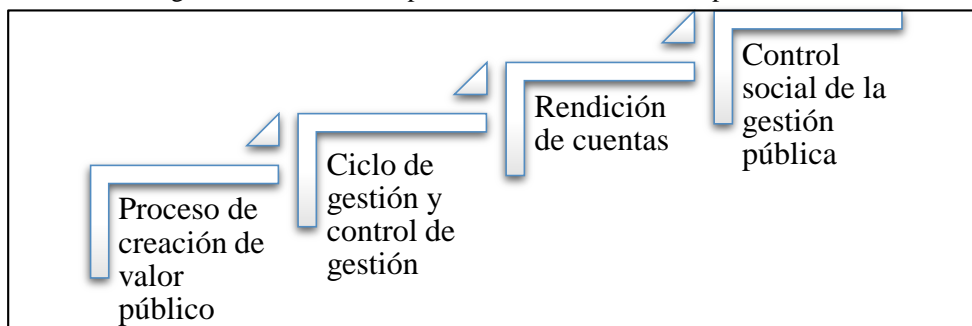 Proceso de
creación de
valor
público
Ciclo de
gestión y
control de
gestión
Rendición
de cuentas
Control
social de la
gestión
pública